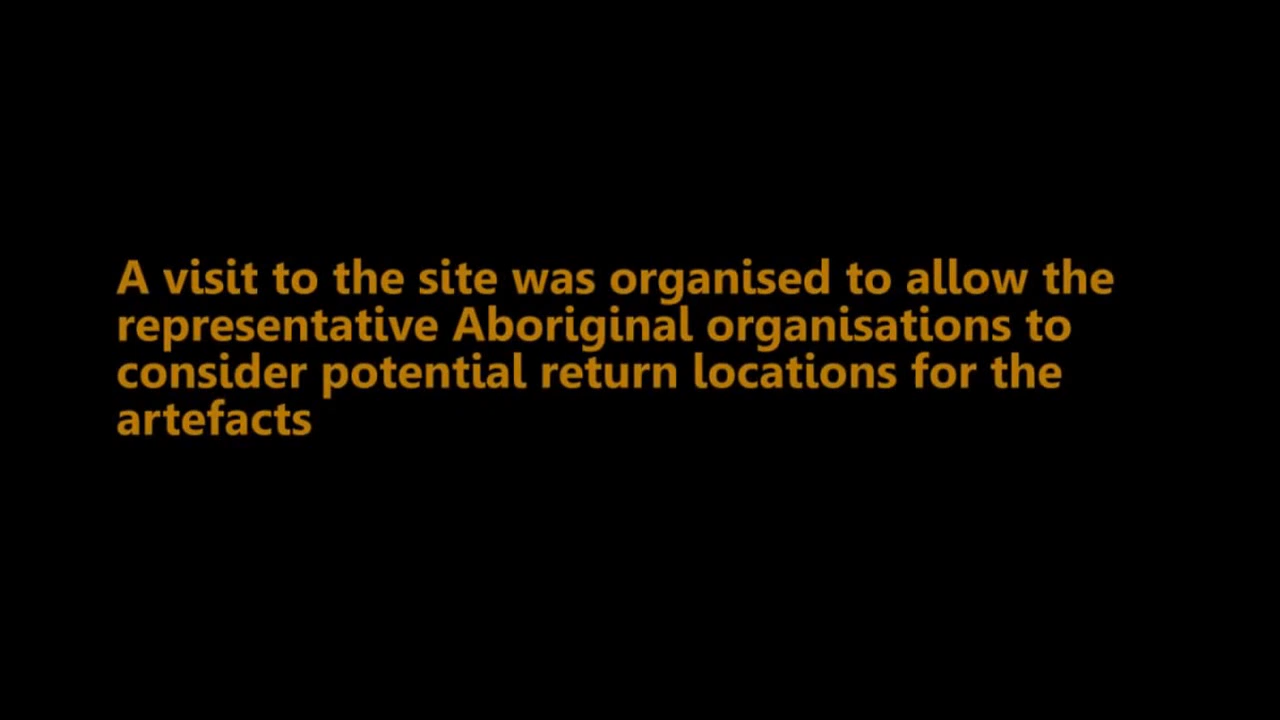 A visit to the site was organised to allow the
representative Aboriginal organisations to
consider potential return locations for the
artefacts